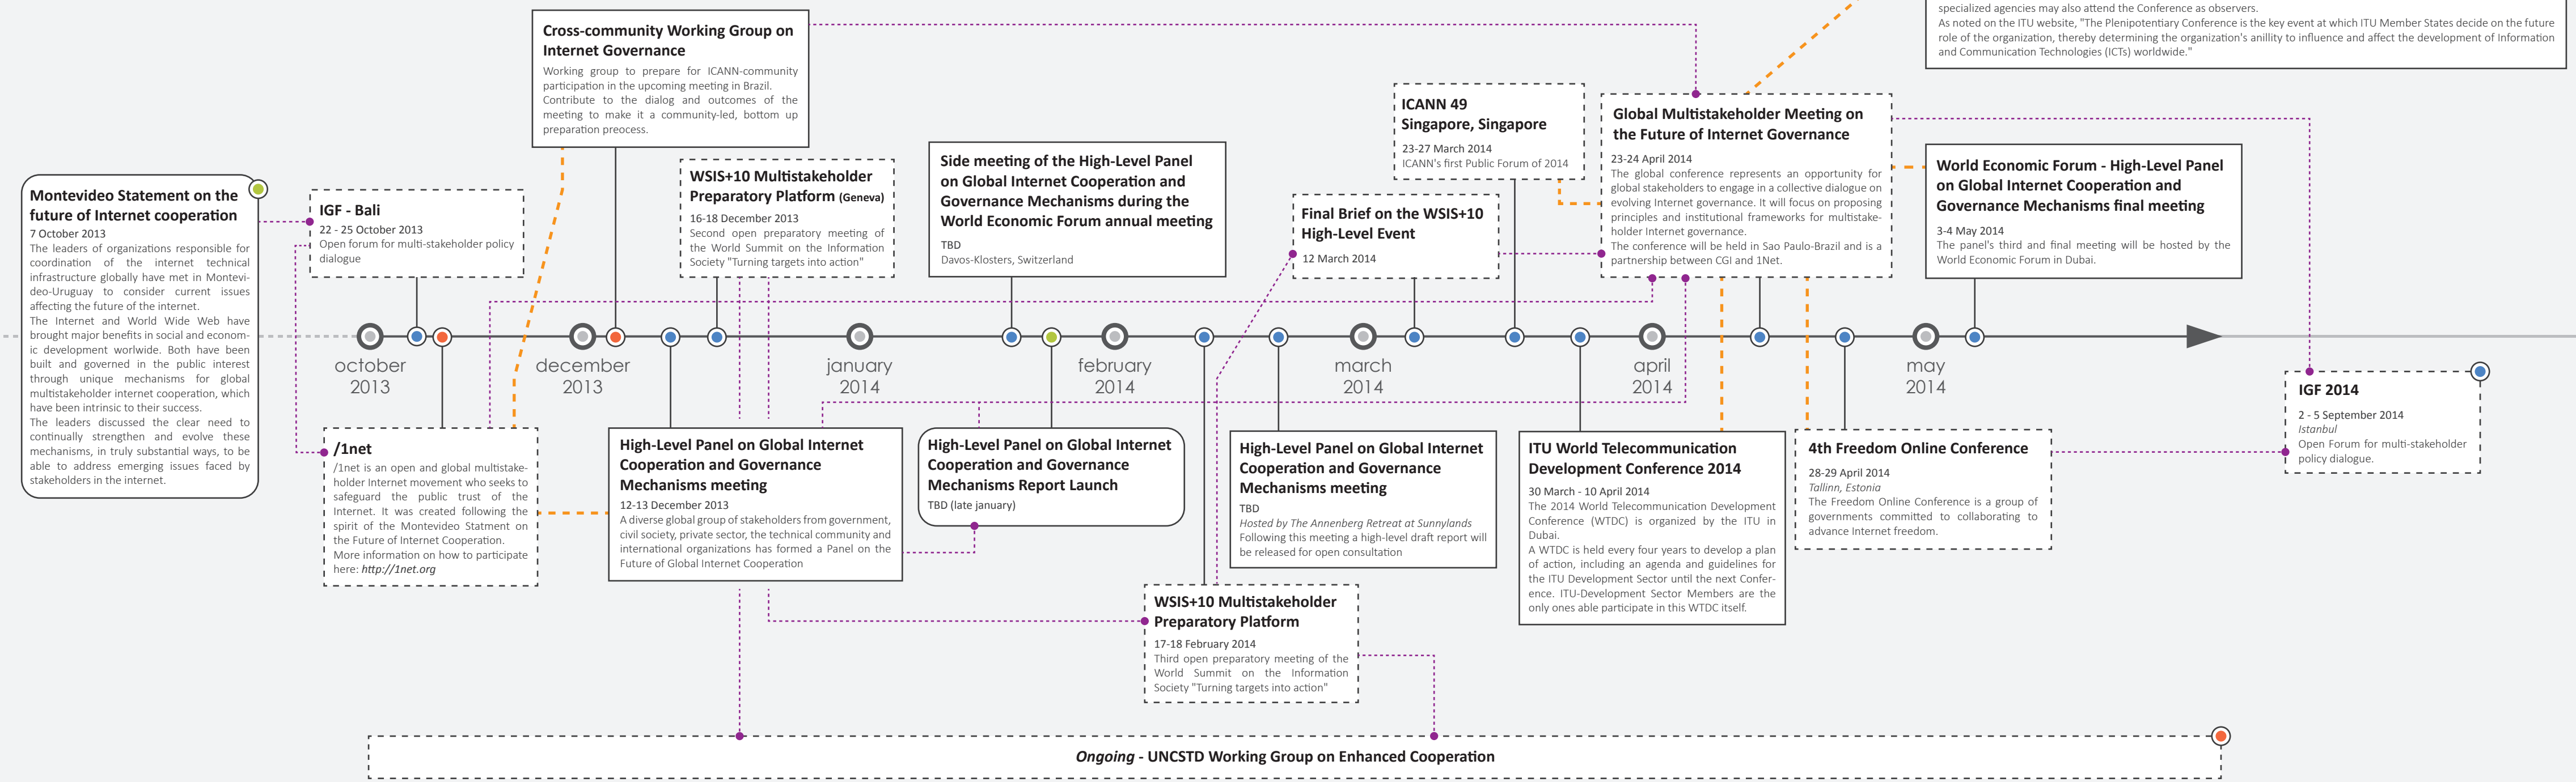 specialized agencies may also attend the Conference as observers.
As noted on the ITU website, "The Plenipotentiary Conference is the key event at which ITU Member States decide on the future
role of the organization, thereby determining the organization's anillity to influence and affect the development of Information
and Communication Technologies (ICTs) worldwide."
Cross-community Working Group on
Internet Governance
Working group to prepare for ICANN-community
participation in the upcoming meeting in Brazil.
Contribute to the dialog and outcomes of the
meeting to make it a community-led, bottom up
preparation preocess.
Montevideo Statement on the
future of Internet cooperation
7 October 2013
The leaders of organizations responsible for
coordination of the internet technical
infrastructure globally have met in Montevi-
deo-Uruguay to consider current issues
affecting the future of the internet.
The Internet and World Wide Web have
brought major benefits in social and econom-
ic development worlwide. Both have been
built and governed in the public interest
through unique mechanisms for global
multistakeholder internet cooperation, which
have been intrinsic to their success.
The leaders discussed the clear need to
continually strengthen and evolve these
mechanisms, in truly substantial ways, to be
able to address emerging issues faced by
stakeholders in the internet.
IGF - Bali
22 - 25 October 2013
Open forum for multi-stakeholder policy
dialogue
WSIS+10 Multistakeholder
Preparatory Platform (Geneva)
16-18 December 2013
Second open preparatory meeting of
the World Summit on the Information
Society "Turning targets into action"
Side meeting of the High-Level Panel
on Global Internet Cooperation and
Governance Mechanisms during the
World Economic Forum annual meeting
TBD
Davos-Klosters, Switzerland
Final Brief on the WSIS+10
High-Level Event
12 March 2014
ICANN 49
Singapore, Singapore
23-27 March 2014
ICANN's first Public Forum of 2014
Global Multistakeholder Meeting on
the Future of Internet Governance
23-24 April 2014
The global conference represents an opportunity for
global stakeholders to engage in a collective dialogue on
evolving Internet governance. It will focus on proposing
principles and institutional frameworks for multistake-
holder Internet governance.
The conference will be held in Sao Paulo-Brazil and is a
partnership between CGI and 1Net.
World Economic Forum - High-Level Panel
on Global Internet Cooperation and
Governance Mechanisms final meeting
3-4 May 2014
The panel's third and final meeting will be hosted by the
World Economic Forum in Dubai.
october
2013
december
2013
january
2014
february
2014
march
2014
april
2014
may
2014
/1net
/1net is an open and global multistake-
holder Internet movement who seeks to
safeguard the public trust of the
Internet. It was created following the
spirit of the Montevideo Statment on
the Future of Internet Cooperation.
More information on how to participate
here: http://1net.org
High-Level Panel on Global Internet
Cooperation and Governance
Mechanisms meeting
12-13 December 2013
A diverse global group of stakeholders from government,
civil society, private sector, the technical community and
international organizations has formed a Panel on the
Future of Global Internet Cooperation
High-Level Panel on Global Internet
Cooperation and Governance
Mechanisms Report Launch
TBD (late january)
WSIS+10 Multistakeholder
Preparatory Platform
17-18 February 2014
Third open preparatory meeting of the
World Summit on the Information
Society "Turning targets into action"
High-Level Panel on Global Internet
Cooperation and Governance
Mechanisms meeting
TBD
Hosted by The Annenberg Retreat at Sunnylands
Following this meeting a high-level draft report will
be released for open consultation
ITU World Telecommunication
Development Conference 2014
30 March - 10 April 2014
The 2014 World Telecommunication Development
Conference (WTDC) is organized by the ITU in
Dubai.
A WTDC is held every four years to develop a plan
of action, including an agenda and guidelines for
the ITU Development Sector until the next Confer-
ence. ITU-Development Sector Members are the
only ones able participate in this WTDC itself.
4th Freedom Online Conference
28-29 April 2014
Tallinn, Estonia
The Freedom Online Conference is a group of
governments committed to collaborating to
advance Internet freedom.
IGF 2014
2 - 5 September 2014
Istanbul
Open Forum for multi-stakeholder
policy dialogue.
Ongoing - UNCSTD Working Group on Enhanced Cooperation